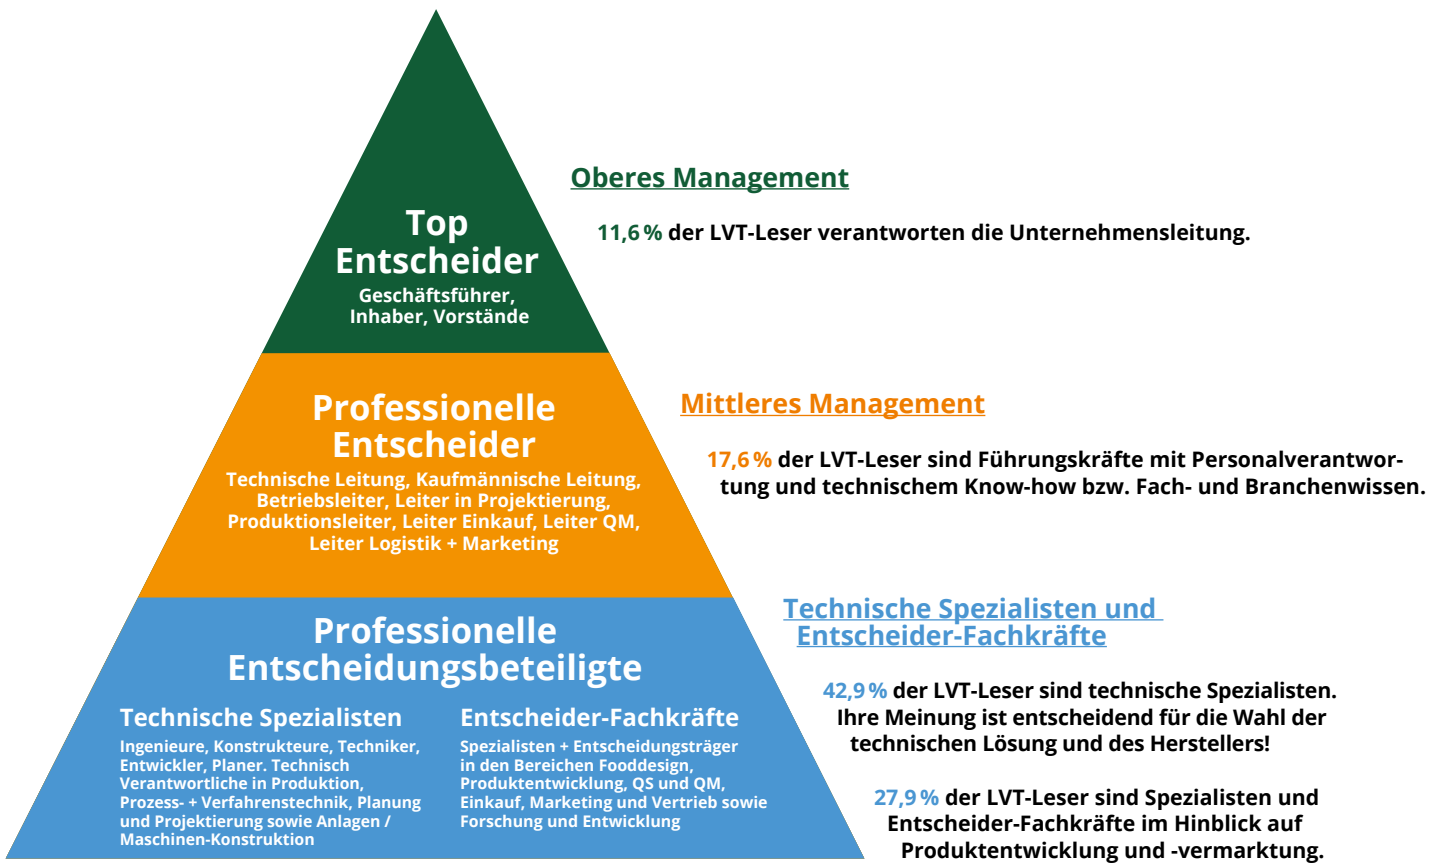 Top
Entscheider
Geschäftsführer,
Inhaber, Vorstände
Oberes Management
11,6 % der LVT-Leser verantworten die Unternehmensleitung.
Professionelle
Entscheider
Technische Leitung, Kaufmännische Leitung,
Betriebsleiter, Leiter in Projektierung,
Produktionsleiter, Leiter Einkauf, Leiter QM,
Leiter Logistik + Marketing
Mittleres Management
17,6 % der LVT-Leser sind Führungskräfte mit Personalverantwor-
tung und technischem Know-how bzw. Fach- und Branchenwissen.
Professionelle
Entscheidungsbeteiligte
Technische Spezialisten
Ingenieure, Konstrukteure, Techniker,
Entwickler, Planer. Technisch
Verantwortliche in Produktion,
Prozess- + Verfahrenstechnik, Planung
und Projektierung sowie Anlagen /
Maschinen-Konstruktion
Entscheider-Fachkräfte
Spezialisten + Entscheidungsträger
in den Bereichen Fooddesign,
Produktentwicklung, QS und QM,
Einkauf, Marketing und Vertrieb sowie
Forschung und Entwicklung
Technische Spezialisten und
Entscheider-Fachkräfte
42,9 % der LVT-Leser sind technische Spezialisten.
Ihre Meinung ist entscheidend für die Wahl der
technischen Lösung und des Herstellers!
27,9 % der LVT-Leser sind Spezialisten und
Entscheider-Fachkräfte im Hinblick auf
Produktentwicklung und -vermarktung.